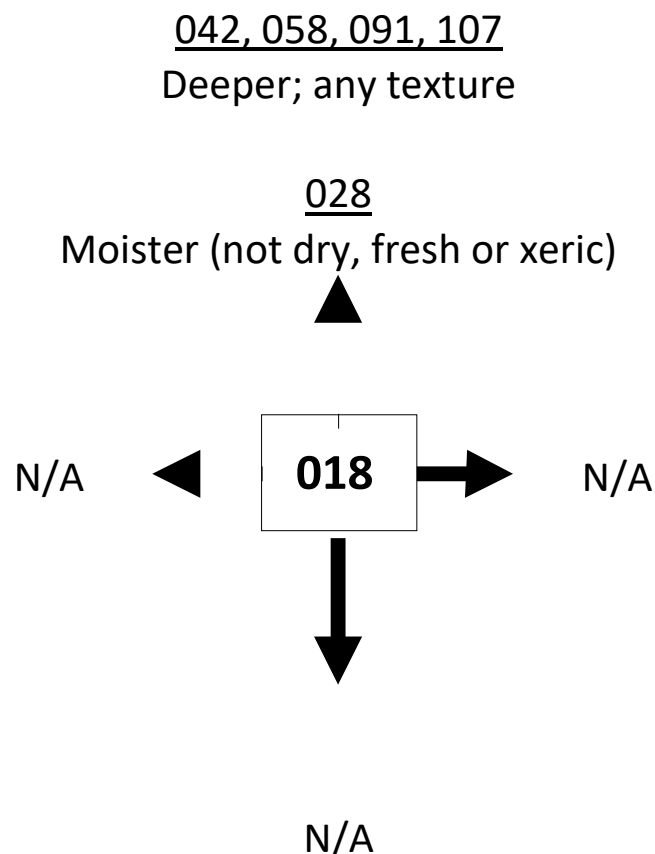 042, 058, 091, 107
Deeper; any texture
028
Moister (not dry, fresh or xeric)
N/A 018 N/A
N/A